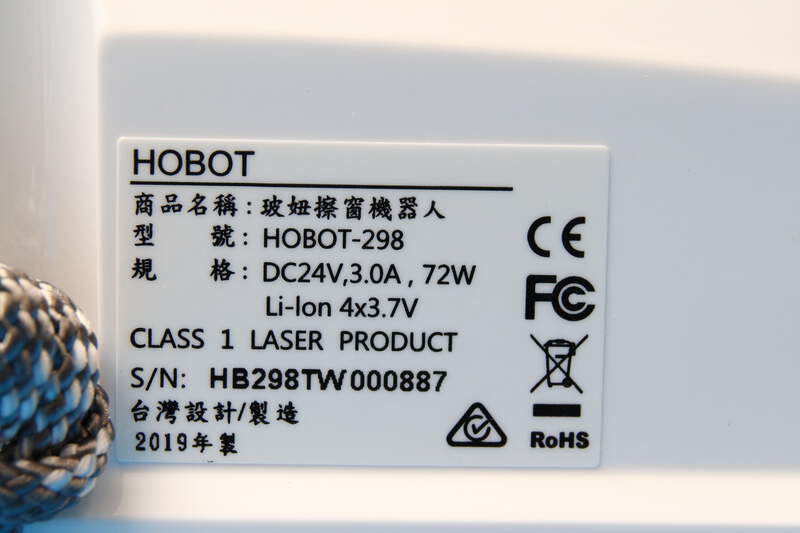 HOBOT
商品名稱：玻妞擦窗機器人
型　　號：HOBOT-298
規　　格：DC24V,3.0A , 72W
Li-Ion 4x3.7V
CLASS 1 LASER PRODUCT
S/N: HB298TW000887
台灣設計/製造
2019年製
CE
FC
RoHS